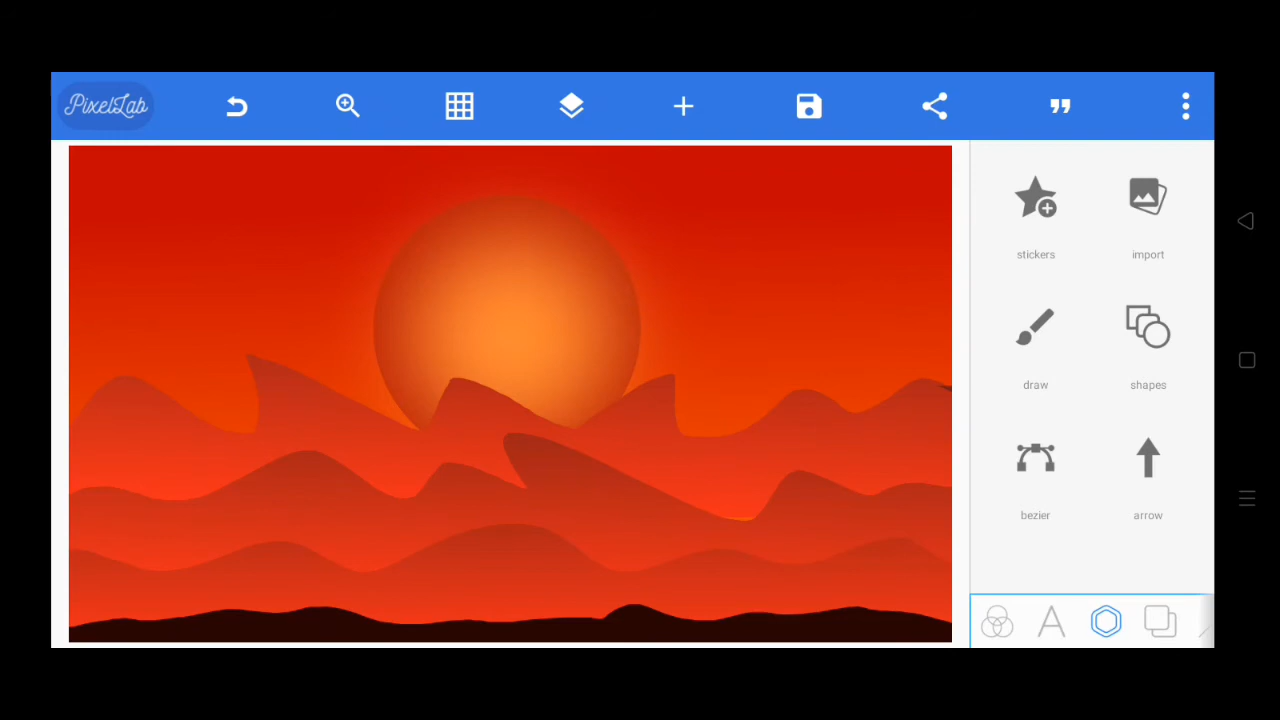 PixelLab
stickers
import
draw
shapes
bezier
arrow